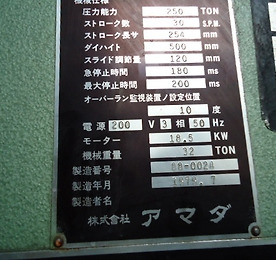 機械仕様
圧力能力 250 TON
ストローク数 30 S.P.M.
ストローク長サ 254 mm
ダイハイト 500 mm
スライド調節量 120 mm
急停止時間 180 ms
最大停止時間 200 ms
オーバーラン監視装置ノ設定位置
10 度
電源 200 V 3 相 50 Hz
モーター 18.5 KW
機械重量 32 TON
製造番号 88-0024
製造年月
製造者名
株式会社 アマダ